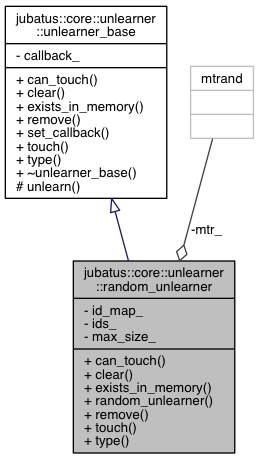 jubatus::core::unlearner
::unlearner_base
- callback_
+ can_touch()
+ clear()
+ exists_in_memory()
+ remove()
+ set_callback()
+ touch()
+ type()
+ ~unlearner_base()
# unlearn()
mtrand
-mtr_
jubatus::core::unlearner
::random_unlearner
- id_map_
- ids_
- max_size_
+ can_touch()
+ clear()
+ exists_in_memory()
+ random_unlearner()
+ remove()
+ touch()
+ type()